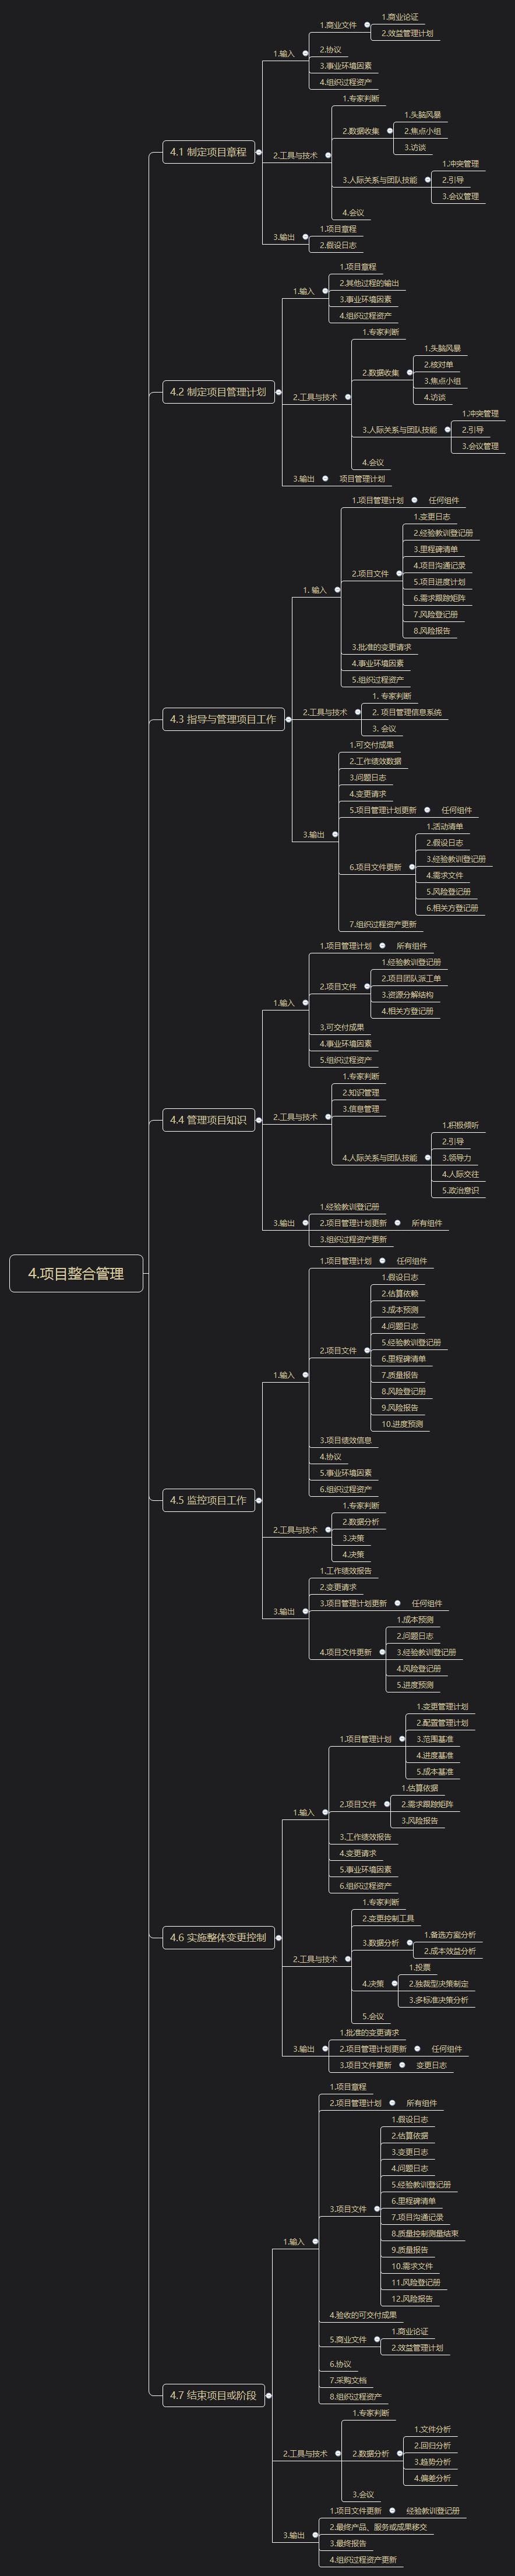 4.项目整合管理
4.1 制定项目章程
1.输入
1.商业文件
1.商业论证
2.效益管理计划
2.协议
3.事业环境因素
4.组织过程资产
2.工具与技术
1.专家判断
2.数据收集
1.头脑风暴
2.焦点小组
3.访谈
3.人际关系与团队技能
1.冲突管理
2.引导
3.会议管理
4.会议
3.输出
1.项目章程
2.假设日志
4.2 制定项目管理计划
1.输入
1.项目章程
2.其他过程的输出
3.事业环境因素
4.组织过程资产
2.工具与技术
1.专家判断
2.数据收集
1.头脑风暴
2.核对单
3.焦点小组
4.访谈
3.人际关系与团队技能
1.冲突管理
2.引导
3.会议管理
4.会议
3.输出
项目管理计划
4.3 指导与管理项目工作
1. 输入
1.项目管理计划
任何组件
2.项目文件
1.变更日志
2.经验教训登记册
3.里程碑清单
4.项目沟通记录
5.项目进度计划
6.需求跟踪矩阵
7.风险登记册
8.风险报告
3.批准的变更请求
4.事业环境因素
5.组织过程资产
2.工具与技术
1. 专家判断
2. 项目管理信息系统
3. 会议
3.输出
1.可交付成果
2.工作绩效数据
3.问题日志
4.变更请求
5.项目管理计划更新
任何组件
6.项目文件更新
1.活动清单
2.假设日志
3.经验教训登记册
4.需求文件
5.风险登记册
6.相关方登记册
7.组织过程资产更新
4.4 管理项目知识
1.输入
1.项目管理计划
所有组件
2.项目文件
1.经验教训登记册
2.项目团队派工单
3.资源分解结构
4.相关方登记册
3.可交付成果
4.事业环境因素
5.组织过程资产
2.工具与技术
1.专家判断
2.知识管理
3.信息管理
4.人际关系与团队技能
1.积极倾听
2.引导
3.领导力
4.人际交往
5.政治意识
3.输出
1.经验教训登记册
2.项目管理计划更新
所有组件
3.组织过程资产更新
4.5 监控项目工作
1.输入
1.项目管理计划
任何组件
2.项目文件
1.假设日志
2.估算依赖
3.成本预测
4.问题日志
5.经验教训登记册
6.里程碑清单
7.质量报告
8.风险登记册
9.风险报告
10.进度预测
3.项目绩效信息
4.协议
5.事业环境因素
6.组织过程资产
2.工具与技术
1.专家判断
2.数据分析
3.决策
4.决策
3.输出
1.工作绩效报告
2.变更请求
3.项目管理计划更新
任何组件
4.项目文件更新
1.成本预测
2.问题日志
3.经验教训登记册
4.风险登记册
5.进度预测
4.6 实施整体变更控制
1.输入
1.项目管理计划
1.变更管理计划
2.配置管理计划
3.范围基准
4.进度基准
5.成本基准
2.项目文件
1.估算依据
2.需求跟踪矩阵
3.风险报告
3.工作绩效报告
4.变更请求
5.事业环境因素
6.组织过程资产
2.工具与技术
1.专家判断
2.变更控制工具
3.数据分析
1.备选方案分析
2.成本效益分析
4.决策
1.投票
2.独裁型决策制定
3.多标准决策分析
5.会议
3.输出
1.批准的变更请求
2.项目管理计划更新
任何组件
3.项目文件更新
变更日志
4.7 结束项目或阶段
1.输入
1.项目章程
2.项目管理计划
所有组件
3.项目文件
1.假设日志
2.估算依据
3.变更日志
4.问题日志
5.经验教训登记册
6.里程碑清单
7.项目沟通记录
8.质量控制测量结束
9.质量报告
10.需求文件
11.风险登记册
12.风险报告
4.验收的可交付成果
5.商业文件
1.商业论证
2.效益管理计划
6.协议
7.采购文档
8.组织过程资产
2.工具与技术
1.专家判断
2.数据分析
1.文件分析
2.回归分析
3.趋势分析
4.偏差分析
3.会议
3.输出
1.项目文件更新
经验教训登记册
2.最终产品、服务或成果移交
3.最终报告
4.组织过程资产更新